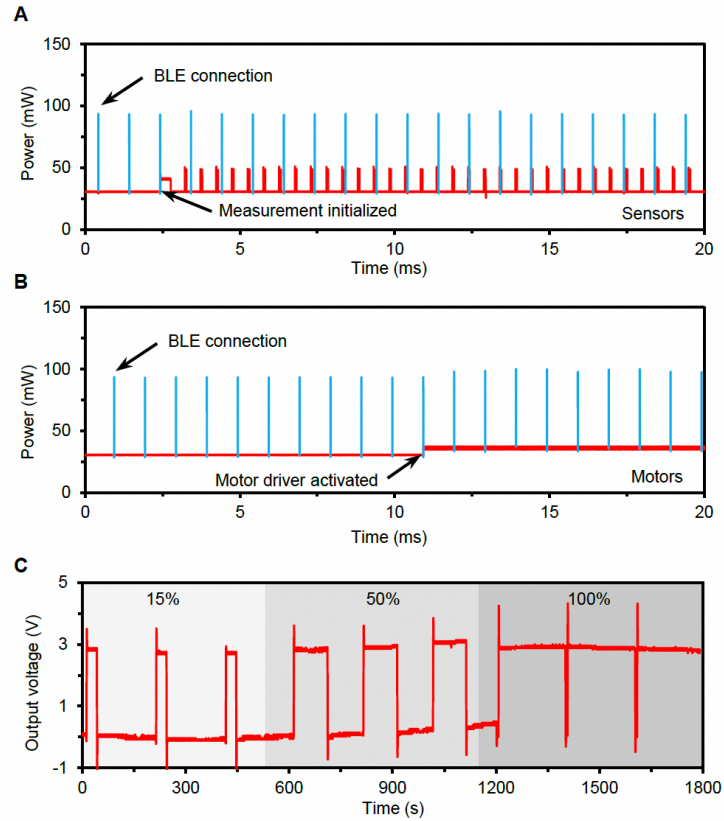 A
150
BLE connection
100
Power (mW)
50
Measurement initialized
Sensors
0
0 5 10 15 20
Time (ms)
B
150
BLE connection
100
Power (mW)
50
Motor driver activated
Motors
0
0 5 10 15 20
Time (ms)
C
5
15% 50% 100%
3
Output voltage (V)
1
-1
0 300 600 900 1200 1500 1800
Time (s)